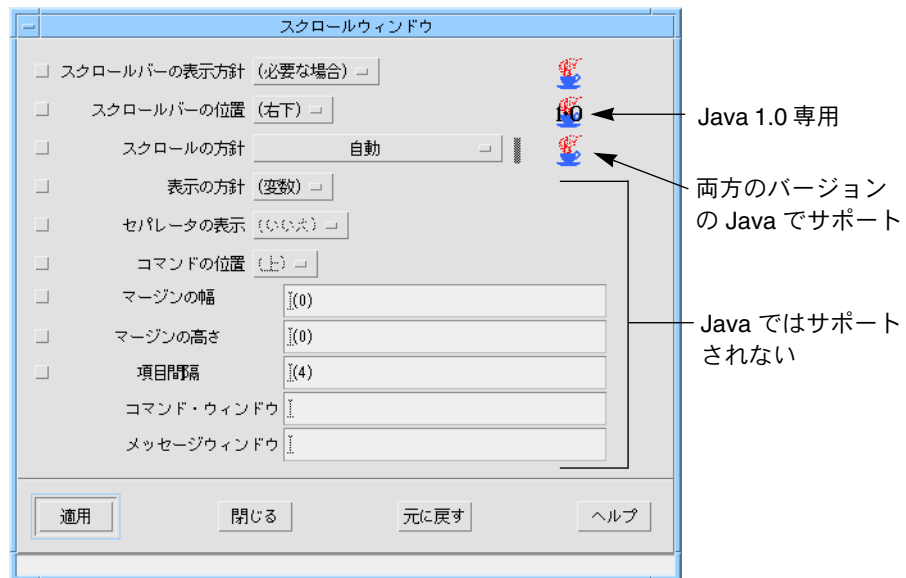 スクロールウィンドウ
スクロールバーの表示方針 (必要な場合)
スクロールバーの位置 (右下) 1.0 Java 1.0 専用
スクロールの方針 自動
表示の方針 (変数)
両方のバージョン
の Java でサポート
セパレータの表示 (いいえ)
コマンドの位置 (上)
マージンの幅 (0)
マージンの高さ (0)
Java ではサポート
されない
項目間隔 (4)
コマンド・ウィンドウ
メッセージウィンドウ
適用 閉じる 元に戻す ヘルプ